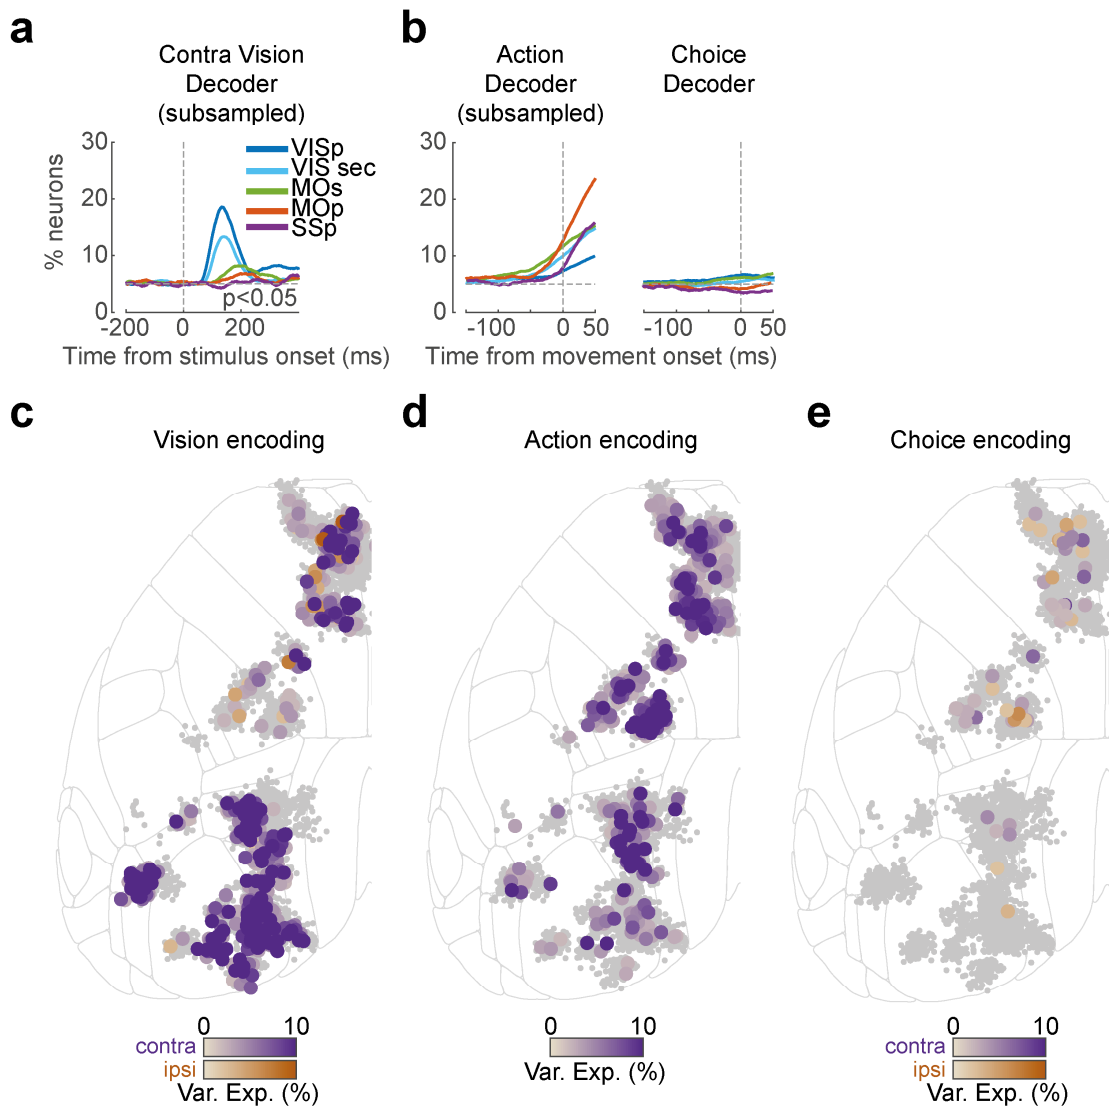 a
Contra Vision
Decoder
(subsampled)
30
20
10
0
% neurons
VISp
VIS sec
MOs
MOp
SSp
p<0.05
-200
0
200
Time from stimulus onset (ms)
b
Action
Decoder
(subsampled)
Choice
Decoder
30
20
10
0
-100
0
50
-100
0
50
Time from movement onset (ms)
c
Vision encoding
0
10
contra
ipsi
Var. Exp. (%)
d
Action encoding
0
10
Var. Exp. (%)
e
Choice encoding
0
10
contra
ipsi
Var. Exp. (%)